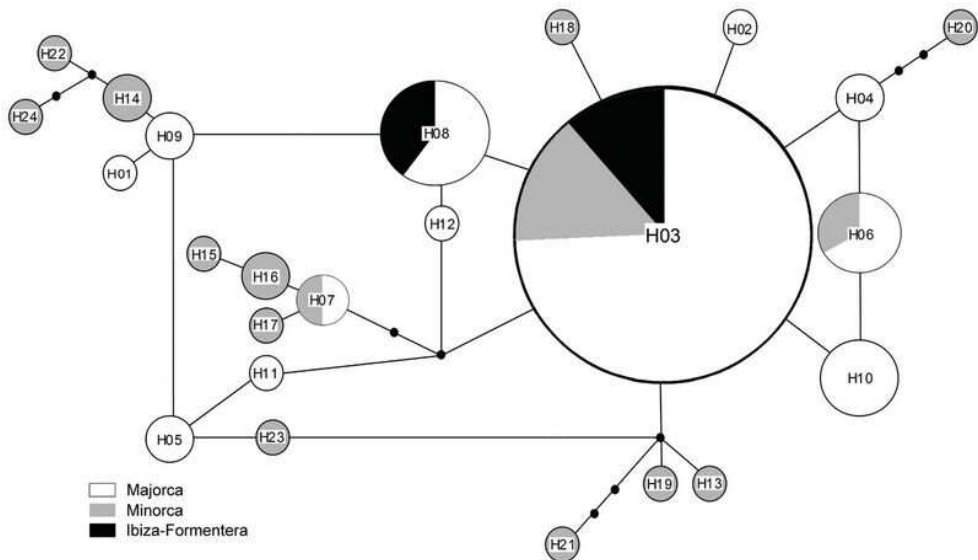 H18
H02
H20
H22
H14
H24
H09
H08
H04
H01
H12
H03
H06
H15
H16
H07
H17
H11
H10
H05
H23
H19
H13
H21
Majorca
Minorca
Ibiza-Formentera